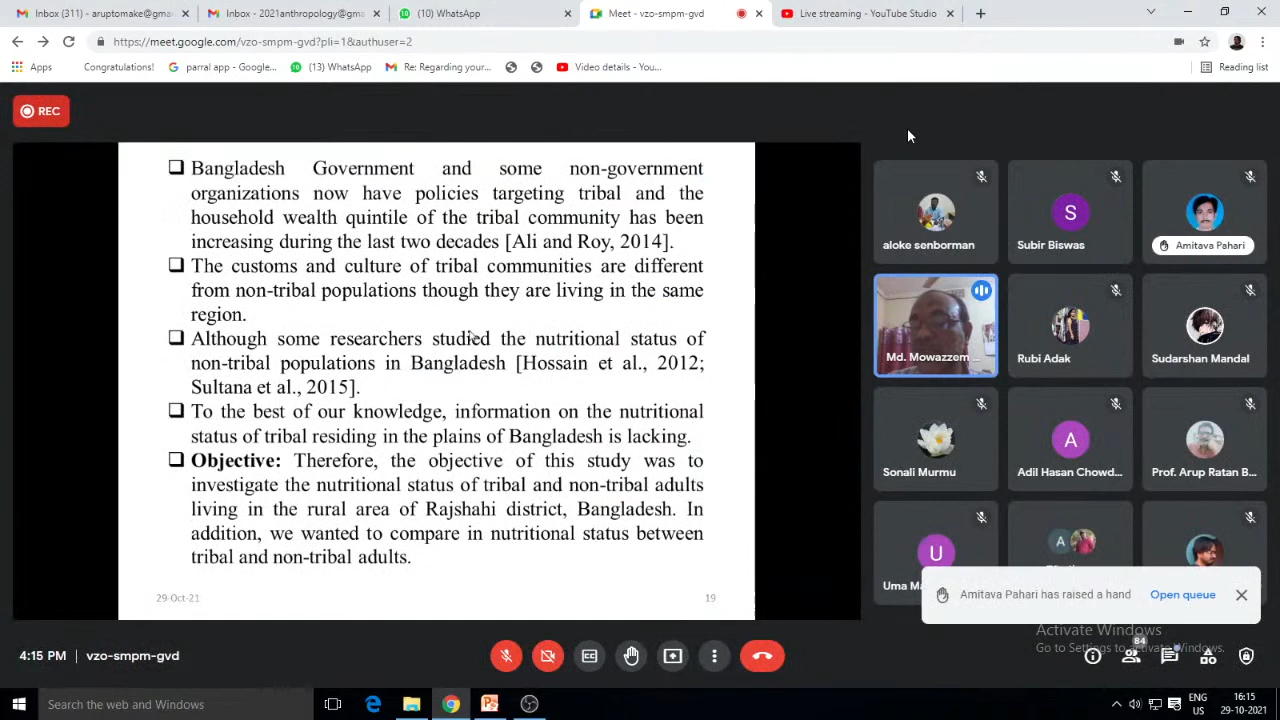 Inbox (311) - aruptomake@gma
Inbox - 2021anthropology@gma
(10) WhatsApp
Meet - vzo-smpm-gvd
Live streaming - YouTube Studio
https://meet.google.com/vzo-smpm-gvd?pli=1&authuser=2
Apps
Congratulations!
parral app - Google...
(13) WhatsApp
Re: Regarding your...
Video details - You...
Reading list
REC
❑ Bangladesh Government and some non-government
organizations now have policies targeting tribal and the
household wealth quintile of the tribal community has been
increasing during the last two decades [Ali and Roy, 2014].
❑ The customs and culture of tribal communities are different
from non-tribal populations though they are living in the same
region.
❑ Although some researchers studied the nutritional status of
non-tribal populations in Bangladesh [Hossain et al., 2012;
Sultana et al., 2015].
❑ To the best of our knowledge, information on the nutritional
status of tribal residing in the plains of Bangladesh is lacking.
❑ Objective: Therefore, the objective of this study was to
investigate the nutritional status of tribal and non-tribal adults
living in the rural area of Rajshahi district, Bangladesh. In
addition, we wanted to compare in nutritional status between
tribal and non-tribal adults.
29-Oct-21
19
aloke senborman
S
Subir Biswas
Amitava Pahari
Md. Mowazzem ...
Rubi Adak
Sudarshan Mandal
Sonali Murmu
A
Adil Hasan Chowd...
Prof. Arup Ratan B...
U
Uma Ma
A
Amitava Pahari has raised a hand
Open queue
Activate Windows
Go to Settings to activate Windows.
4:15 PM
vzo-smpm-gvd
84
Search the web and Windows
ENG
US
16:15
29-10-2021